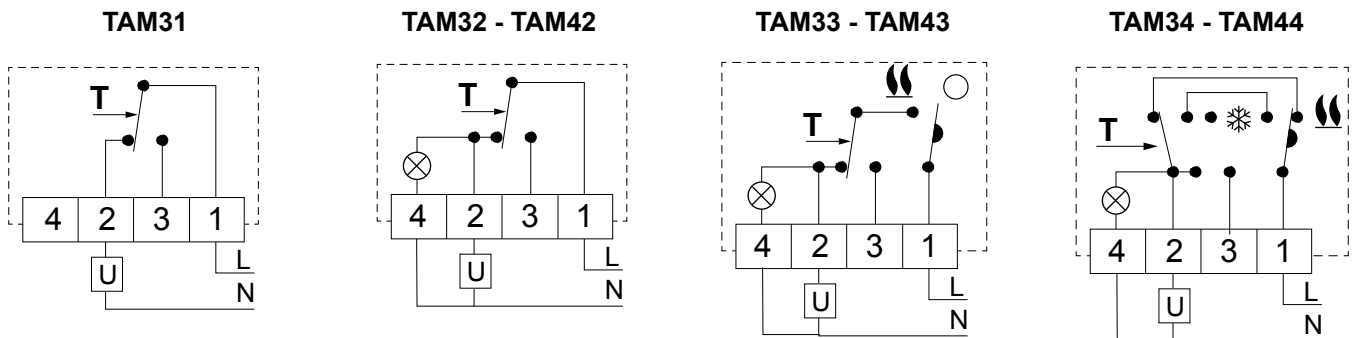 TAM31
TAM32 - TAM42
TAM33 - TAM43
TAM34 - TAM44
T
4 2 3 1
U
L
N
T
4 2 3 1
U
L
N
T
4 2 3 1
U
L
N
T
4 2 3 1
U
L
N